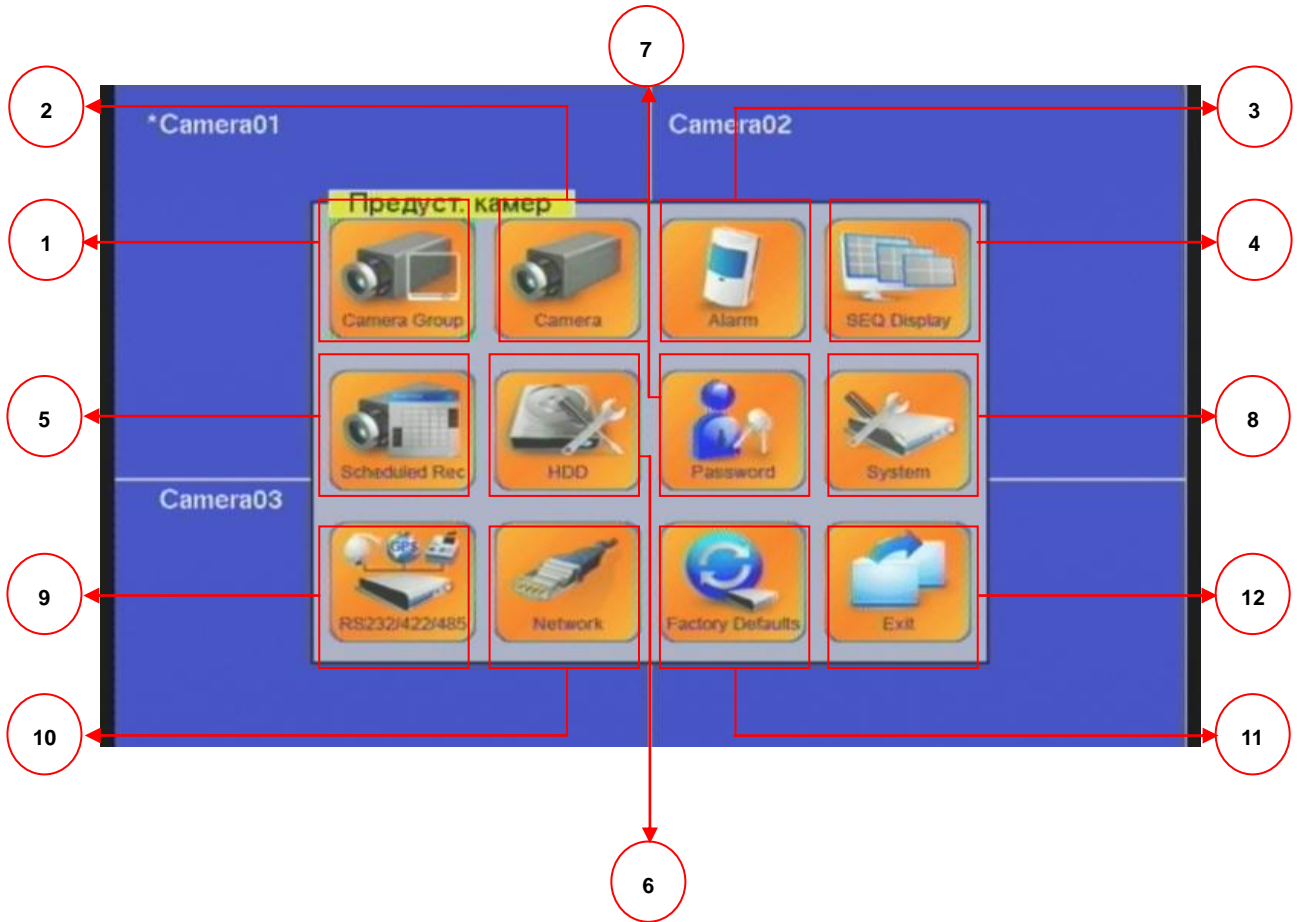 7
2
3
*Camera01
Camera02
Предуст. камер
1
4
Camera Group
Camera
Alarm
SEQ Display
5
8
Scheduled Rec
HDD
Password
System
Camera03
9
12
GPS
RS232/422/485
Network
Factory Defaults
Exit
10
11
6